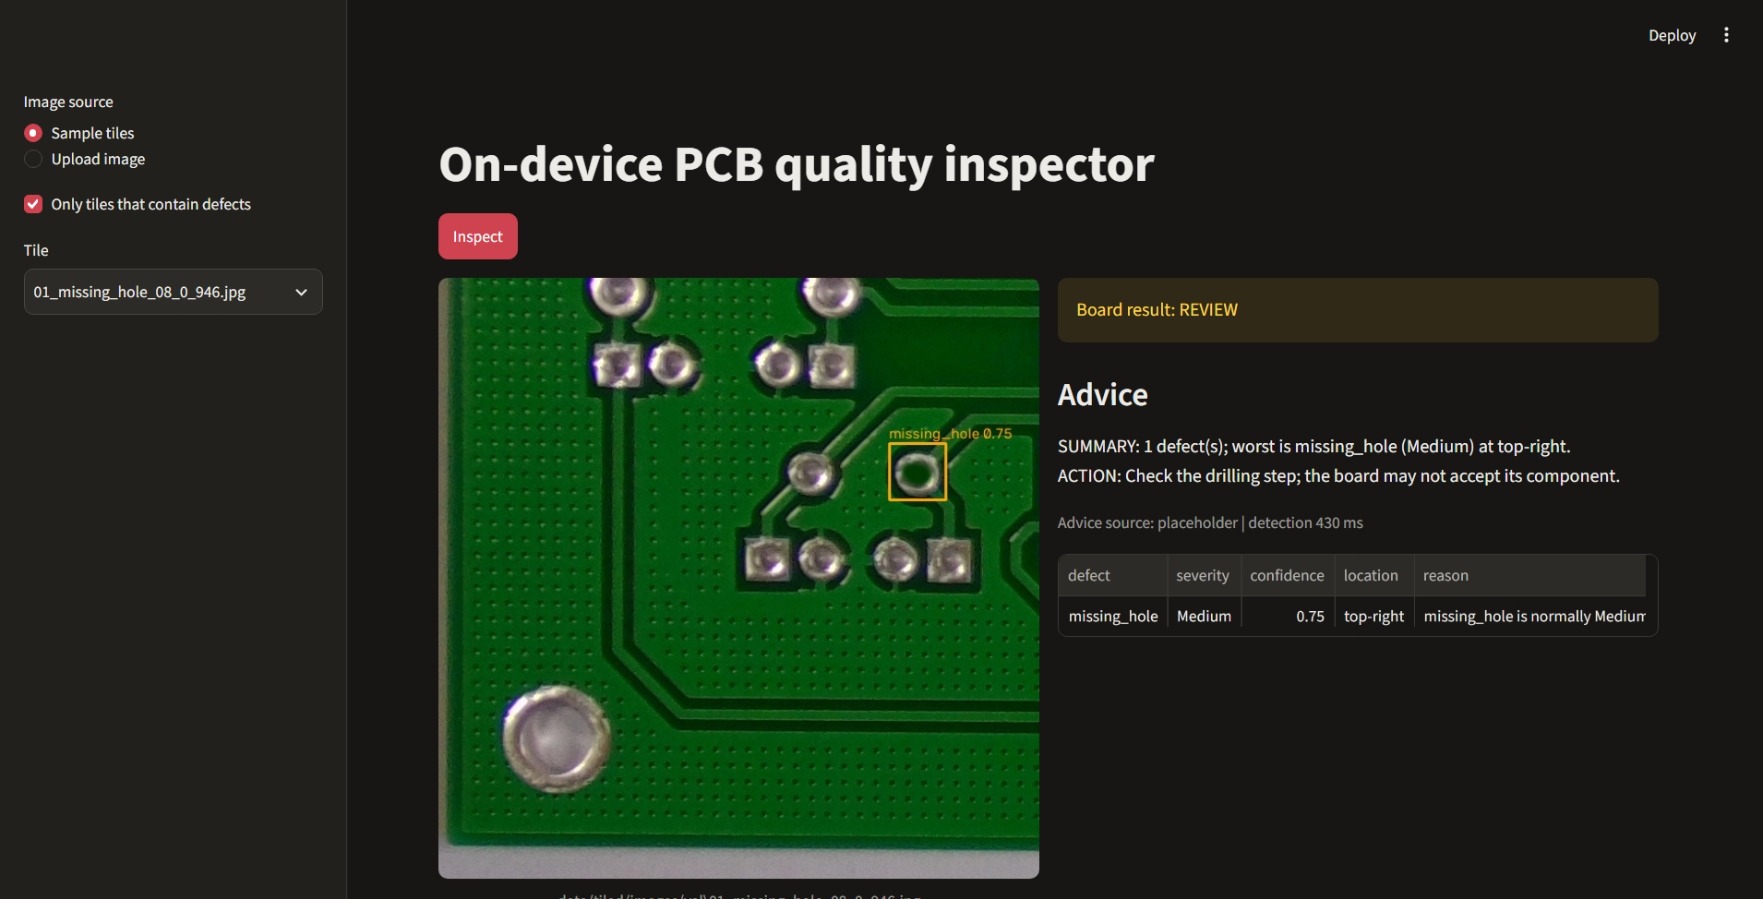 Deploy
Image source
Sample tiles
Upload image
Only tiles that contain defects
Tile
01_missing_hole_08_0_946.jpg
On-device PCB quality inspector
Inspect
missing_hole 0.75
Board result: REVIEW
Advice
SUMMARY: 1 defect(s); worst is missing_hole (Medium) at top-right.
ACTION: Check the drilling step; the board may not accept its component.
Advice source: placeholder | detection 430 ms
defect severity confidence location reason
missing_hole Medium 0.75 top-right missing_hole is normally Medium